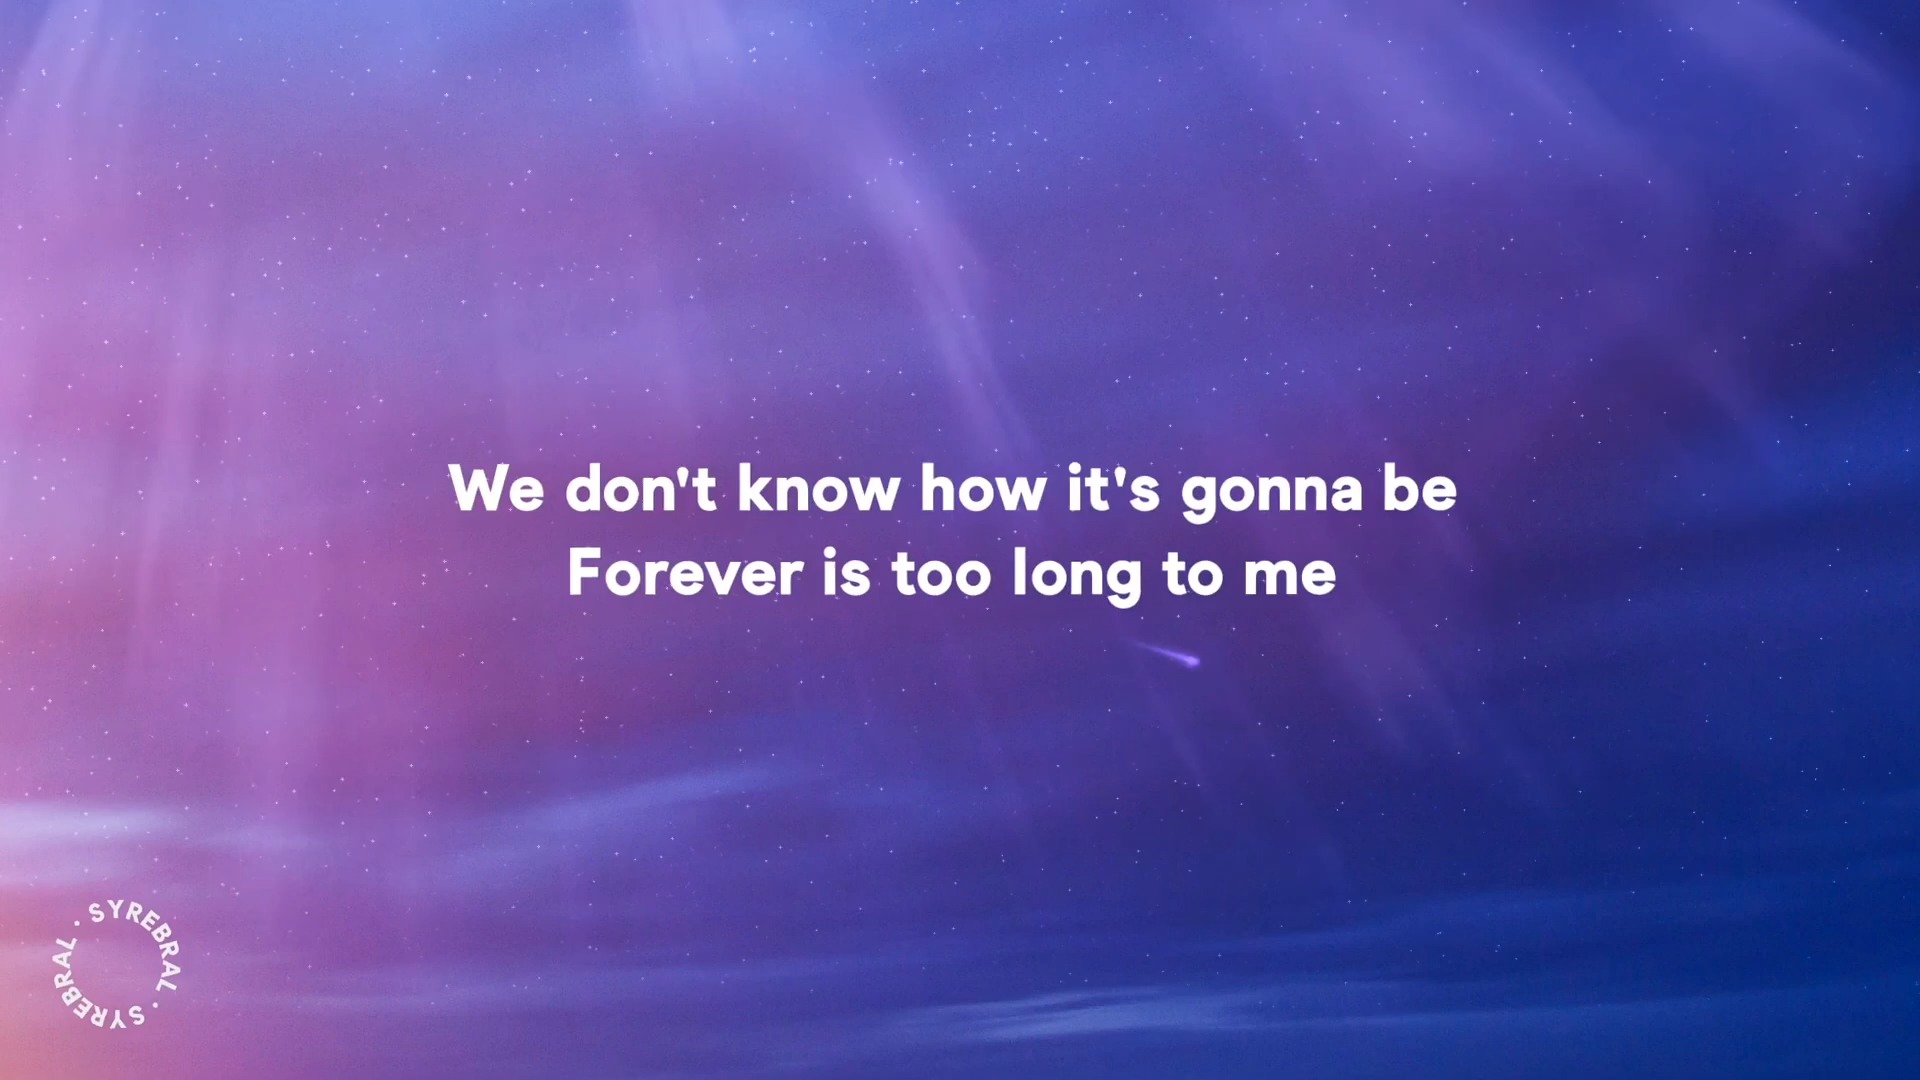 We don't know how it's gonna be
Forever is too long to me
SYREBRAL · SYREBRAL ·